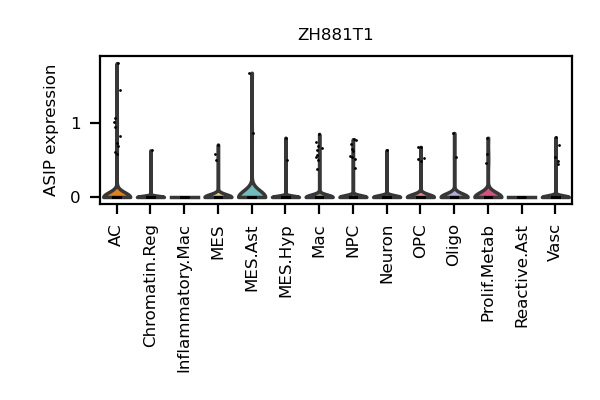 ZH881T1
ASIP expression
1
0
AC
Chromatin.Reg
Inflammatory.Mac
MES
MES.Ast
MES.Hyp
Mac
NPC
Neuron
OPC
Oligo
Prolif.Metab
Reactive.Ast
Vasc